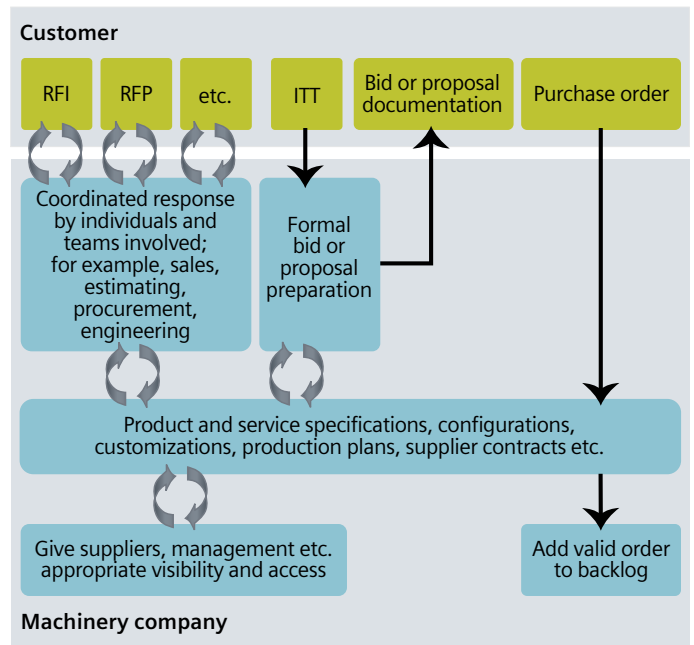 Customer
RFI
RFP
etc.
ITT
Bid or proposal
documentation
Purchase order
Coordinated response
by individuals and
teams involved;
for example, sales,
estimating,
procurement,
engineering
Formal
bid or
proposal
preparation
Product and service specifications, configurations,
customizations, production plans, supplier contracts etc.
Give suppliers, management etc.
appropriate visibility and access
Add valid order
to backlog
Machinery company